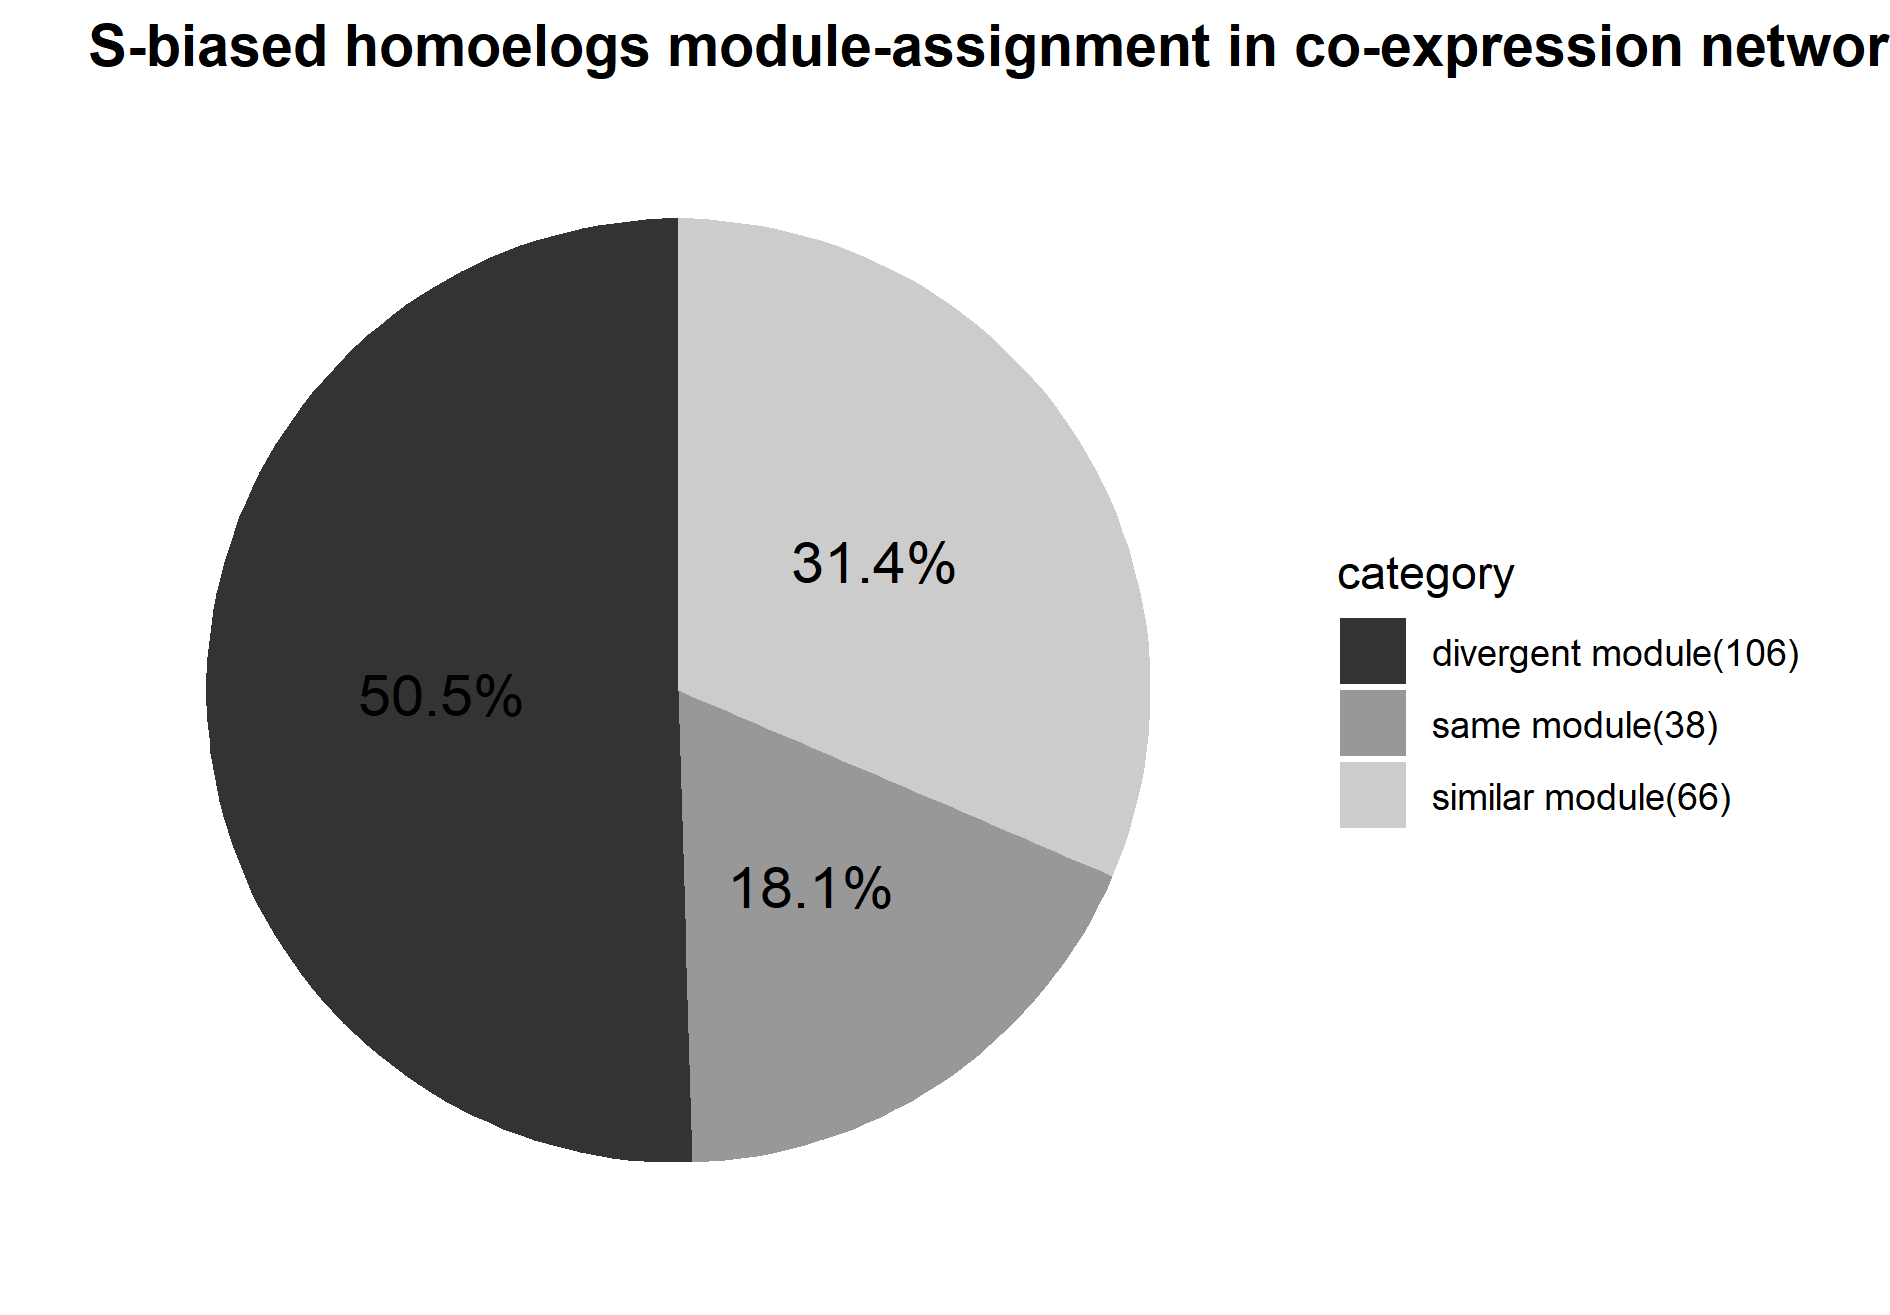 S-biased homoelogs module-assignment in co-expression networ
31.4%
50.5%
18.1%
category
divergent module(106)
same module(38)
similar module(66)